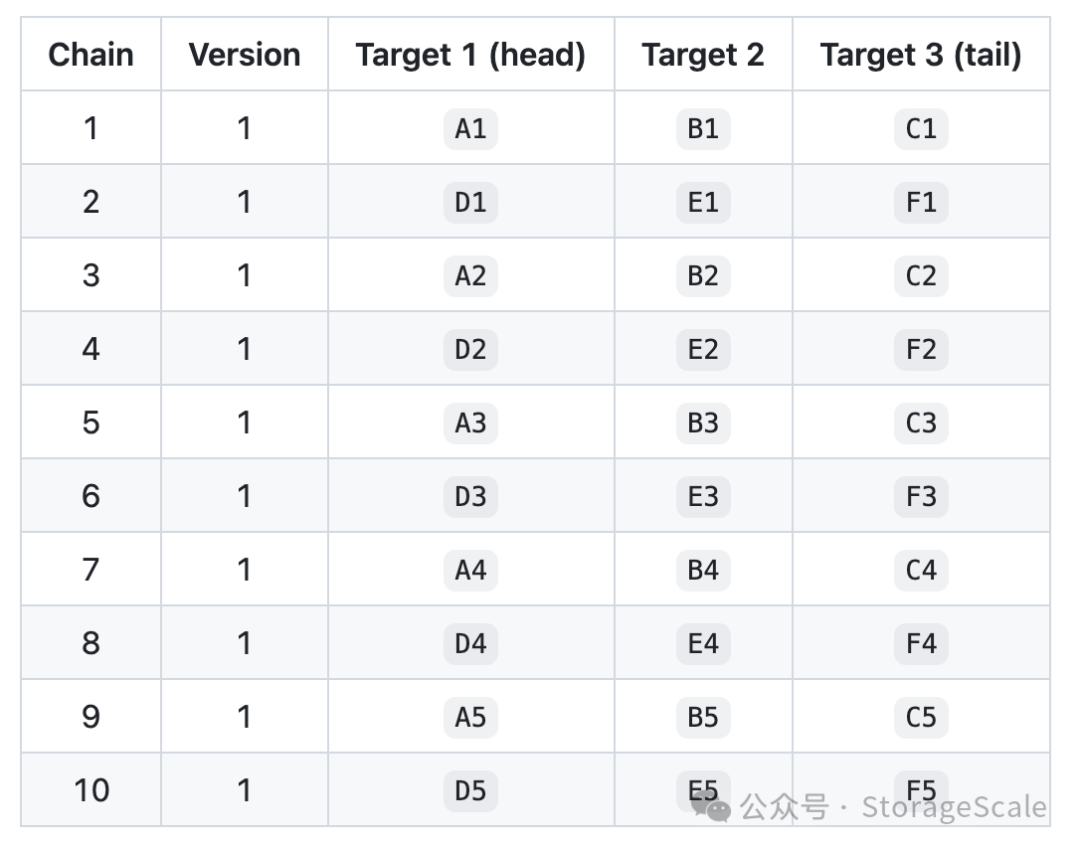 Chain Version Target 1 (head) Target 2 Target 3 (tail)
1 1 A1 B1 C1
2 1 D1 E1 F1
3 1 A2 B2 C2
4 1 D2 E2 F2
5 1 A3 B3 C3
6 1 D3 E3 F3
7 1 A4 B4 C4
8 1 D4 E4 F4
9 1 A5 B5 C5
10 1 D5 E5 F5
公众号 · StorageScale